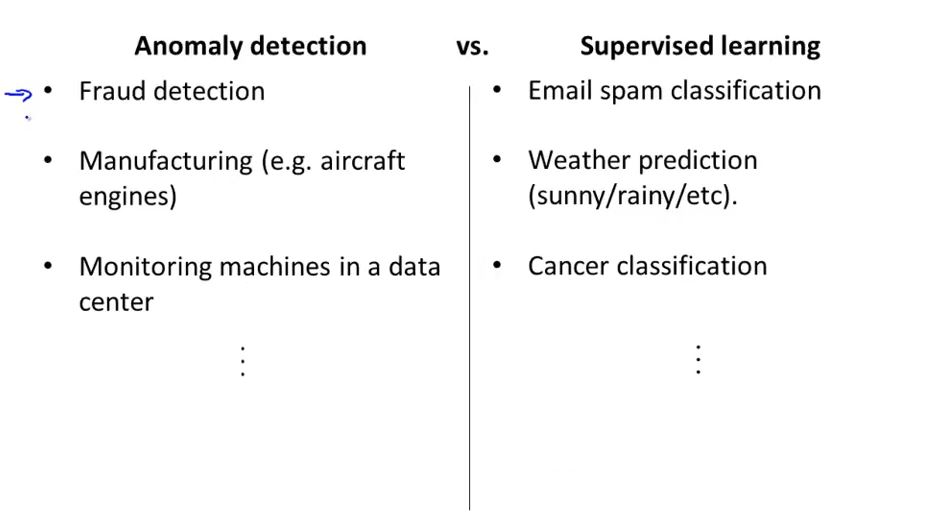 Anomaly detection vs. Supervised learning
• Fraud detection
• Manufacturing (e.g. aircraft
engines)
• Monitoring machines in a data
center
• Email spam classification
• Weather prediction
(sunny/rainy/etc).
• Cancer classification